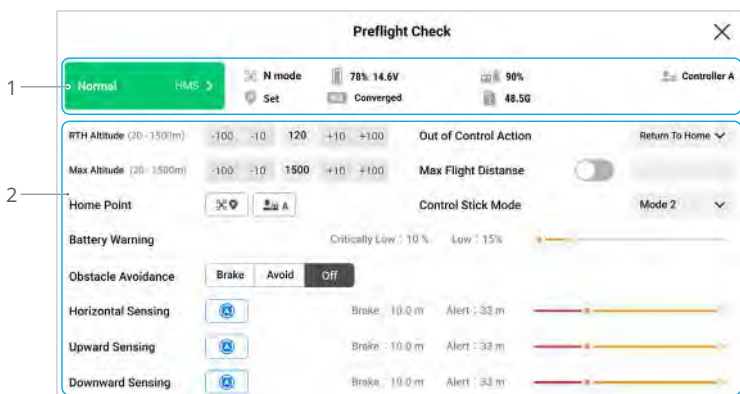 Preflight Check
1
Normal HMS
N mode 78% 14.6V 90% Controller A
Set Converged 48.5G
2
RTH Altitude (20 - 1500m) -100 -10 120 +10 +100 Out of Control Action Return To Home
Max Altitude (20 - 1500m) -100 -10 1500 +10 +100 Max Flight Distanse
Home Point A Control Stick Mode Mode 2
Battery Warning Critically Low : 10 % Low : 15%
Obstacle Avoidance Brake Avoid Off
Horizontal Sensing Brake : 10.0 m Alert : 33 m
Upward Sensing Brake : 10.0 m Alert : 33 m
Downward Sensing Brake : 10.0 m Alert : 33 m